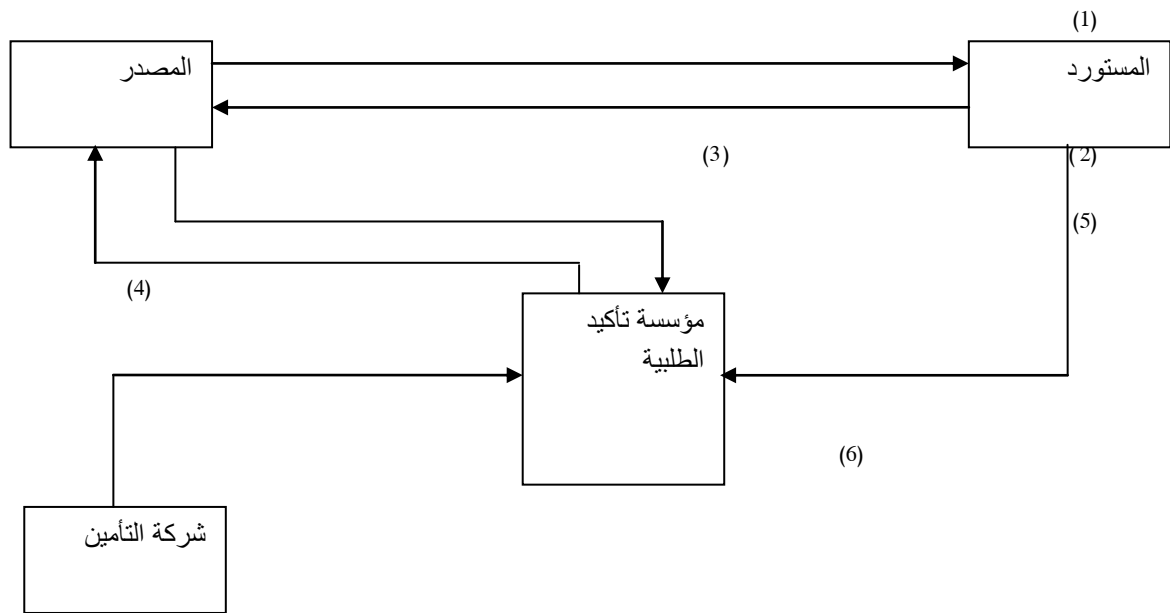 (1)
المستورد
المصدر
(3)
(2)
(5)
(4)
مؤسسة تأكيد
الطلبية
(6)
شركة التأمين